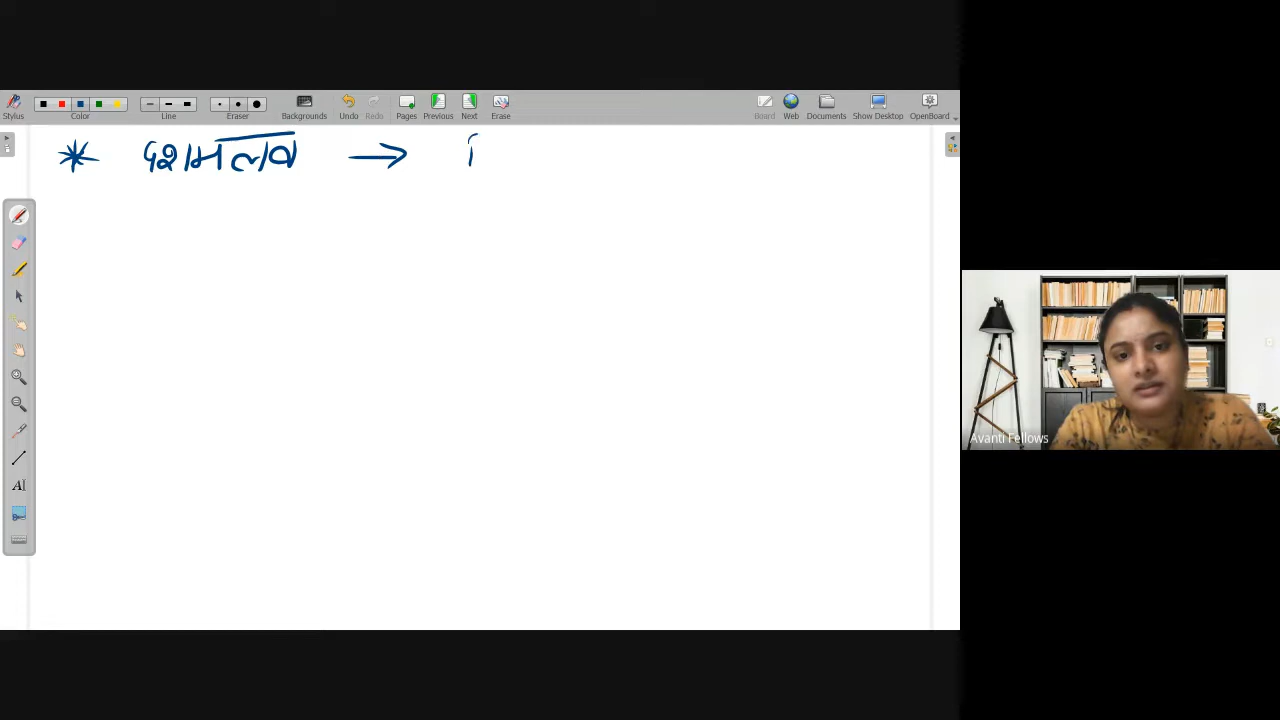 Stylus Color Line Eraser Backgrounds Undo Redo Pages Previous Next Erase Board Web Documents Show Desktop OpenBoard
* दशमलव →
Avanti Fellows